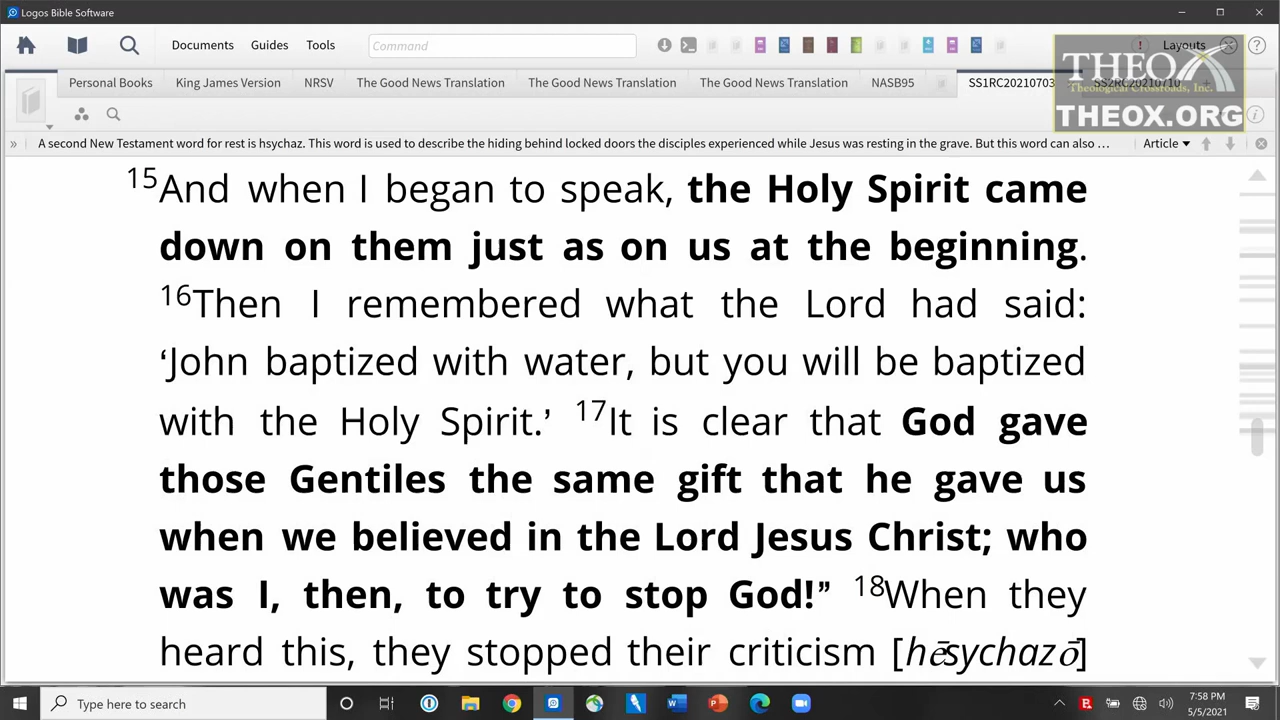 Logos Bible Software
Documents Guides Tools Command Layouts
THEOX
Theological Crossroads, Inc.
THEOX.ORG
Personal Books King James Version NRSV The Good News Translation The Good News Translation The Good News Translation NASB95 SS1RC20210703 SS2RC20210710
» A second New Testament word for rest is hsychaz. This word is used to describe the hiding behind locked doors the disciples experienced while Jesus was resting in the grave. But this word can also ... Article
15And when I began to speak, the Holy Spirit came
down on them just as on us at the beginning.
16Then I remembered what the Lord had said:
‘John baptized with water, but you will be baptized
with the Holy Spirit.’ 17It is clear that God gave
those Gentiles the same gift that he gave us
when we believed in the Lord Jesus Christ; who
was I, then, to try to stop God!” 18When they
heard this, they stopped their criticism [hēsychazō]
Type here to search
7:58 PM
5/5/2021